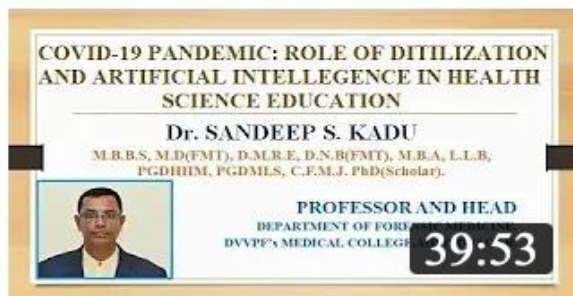 COVID-19 PANDEMIC: ROLE OF DITILIZATION
AND ARTIFICIAL INTELLEGENCE IN HEALTH
SCIENCE EDUCATION
Dr. SANDEEP S. KADU
M.B.B.S, M.D(FMT), D.M.R.E, D.N.B(FMT), M.B.A, L.L.B,
PGDHHM, PGDMLS, C.F.M.J. PhD(Scholar).
PROFESSOR AND HEAD
DEPARTMENT OF FORENSIC MEDICINE
DVVPF's MEDICAL COLLEGE
39:53